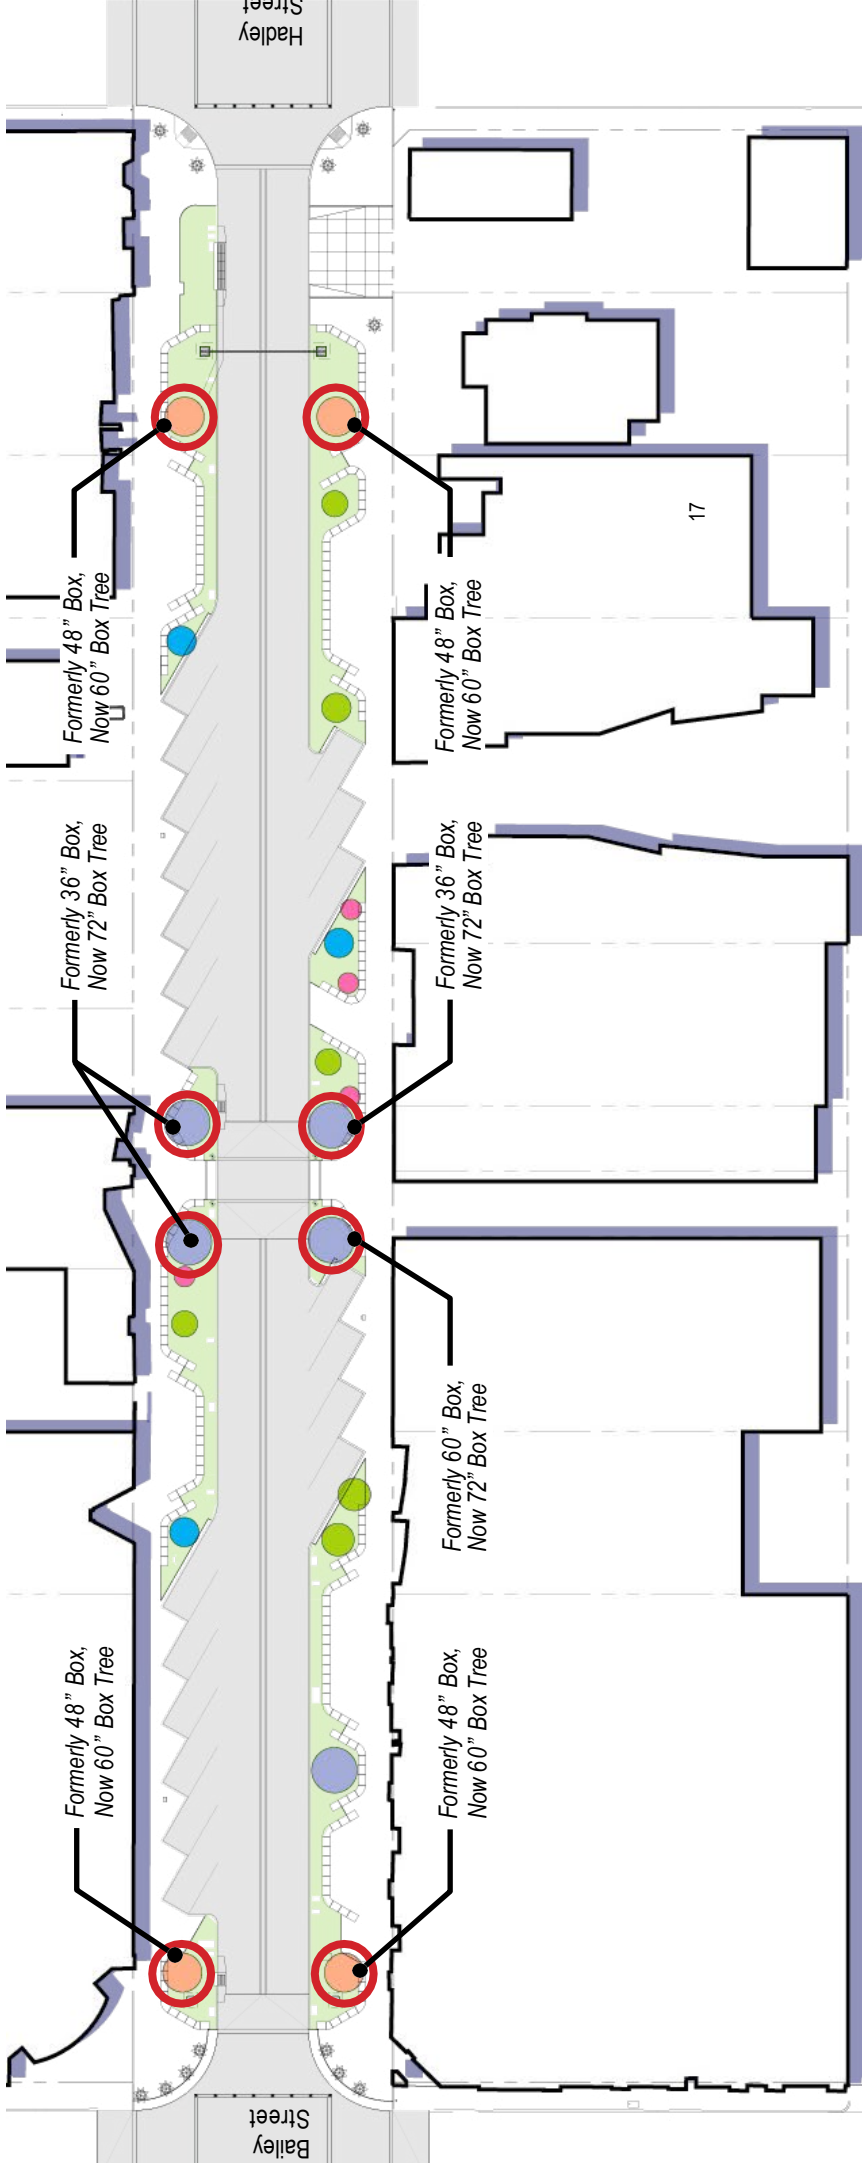 Hadley
Street
Formerly 48” Box,
Now 60” Box Tree
Formerly 48” Box,
Now 60” Box Tree
17
Formerly 36” Box,
Now 72” Box Tree
Formerly 36” Box,
Now 72” Box Tree
Formerly 60” Box,
Now 72” Box Tree
Formerly 48” Box,
Now 60” Box Tree
Formerly 48” Box,
Now 60” Box Tree
Bailey
Street